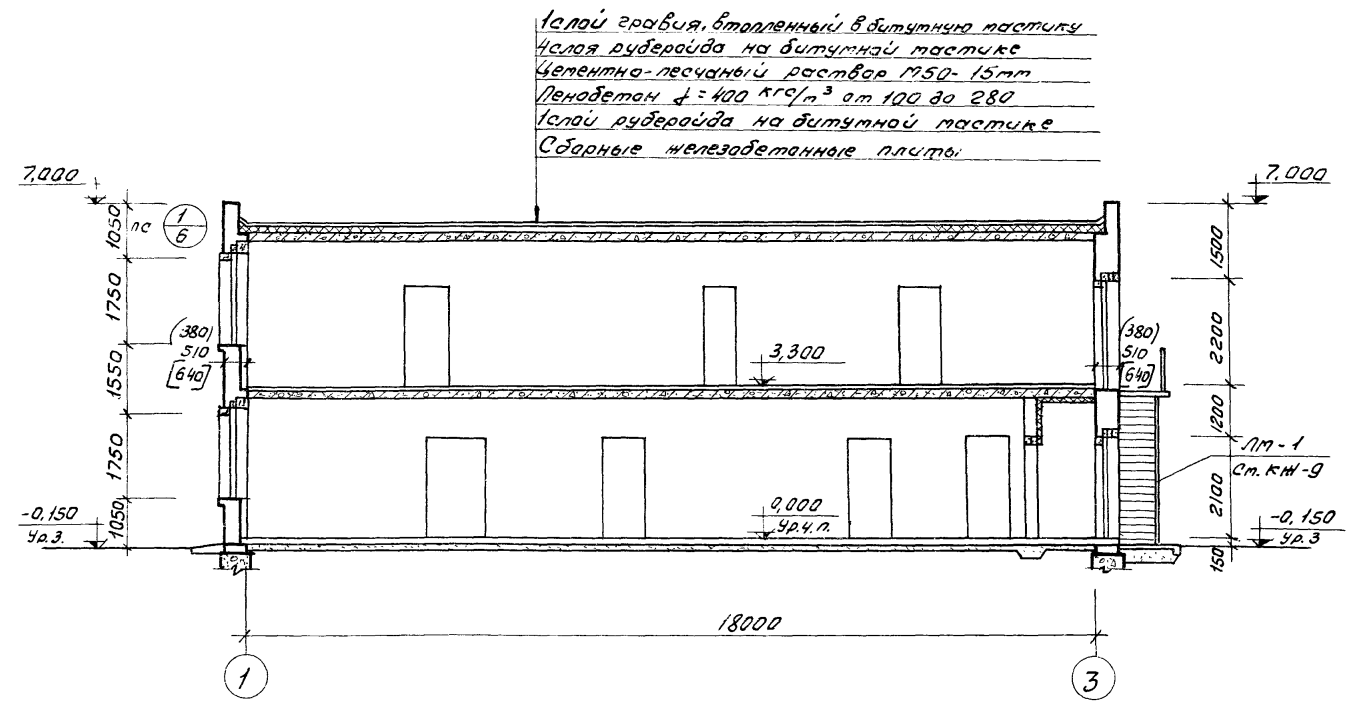 1слой гравия, втопленный в битумную мастику
4слоя рубероида на битумной мастике
Цементно-песчаный раствор М50-15мм
Пенобетон γ=400 кгс/м³ от 100 до 280
1слой рубероида на битумной мастике
Сборные железобетонные плиты
7,000
7,000
1050
пс
1
6
1500
1750
2200
(380)
510
[640]
3,300
(380)
510
[640]
1550
1200
1750
ЛМ-1
См. КЖ-9
2100
-0,150
Ур.з.
1050
0,000
Ур.ч.п.
-0,150
Ур.з
150
18000
1
3